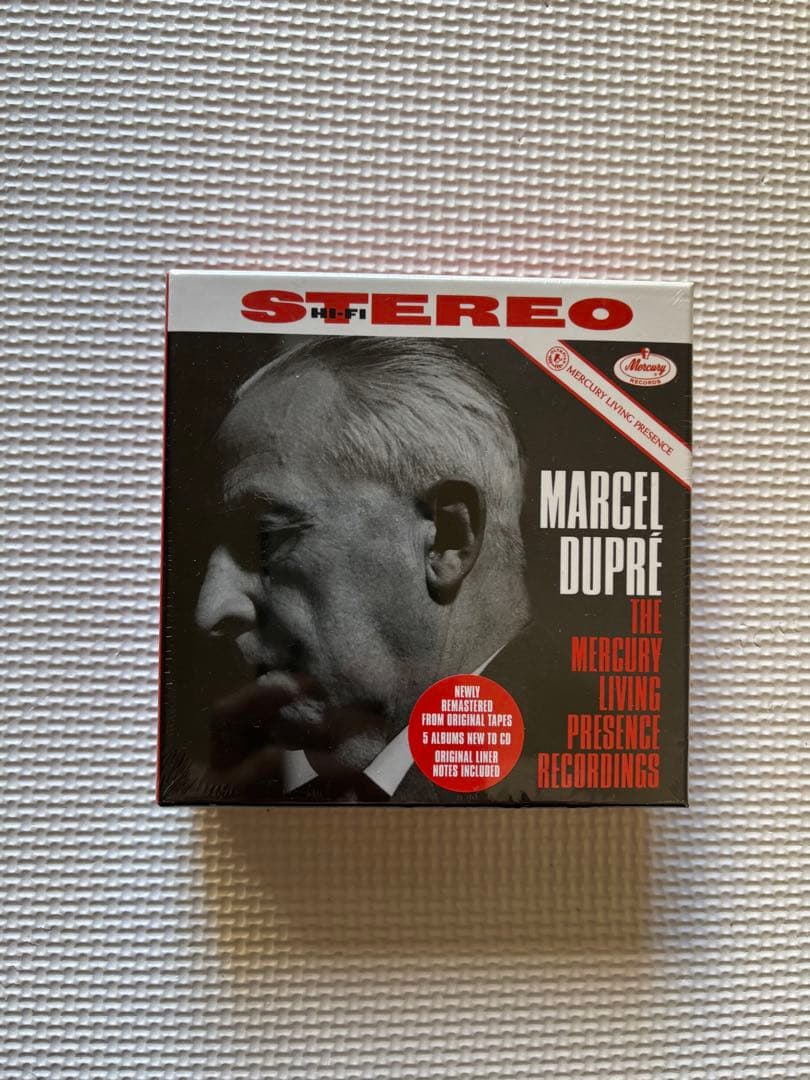 STEREO
HI-FI
MERCURY LIVING PRESENCE
Mercury
RECORDS
MARCEL
DUPRÉ
THE
MERCURY
LIVING
PRESENCE
RECORDINGS
NEWLY
REMASTERED
FROM ORIGINAL TAPES
5 ALBUMS NEW TO CD
ORIGINAL LINER
NOTES INCLUDED